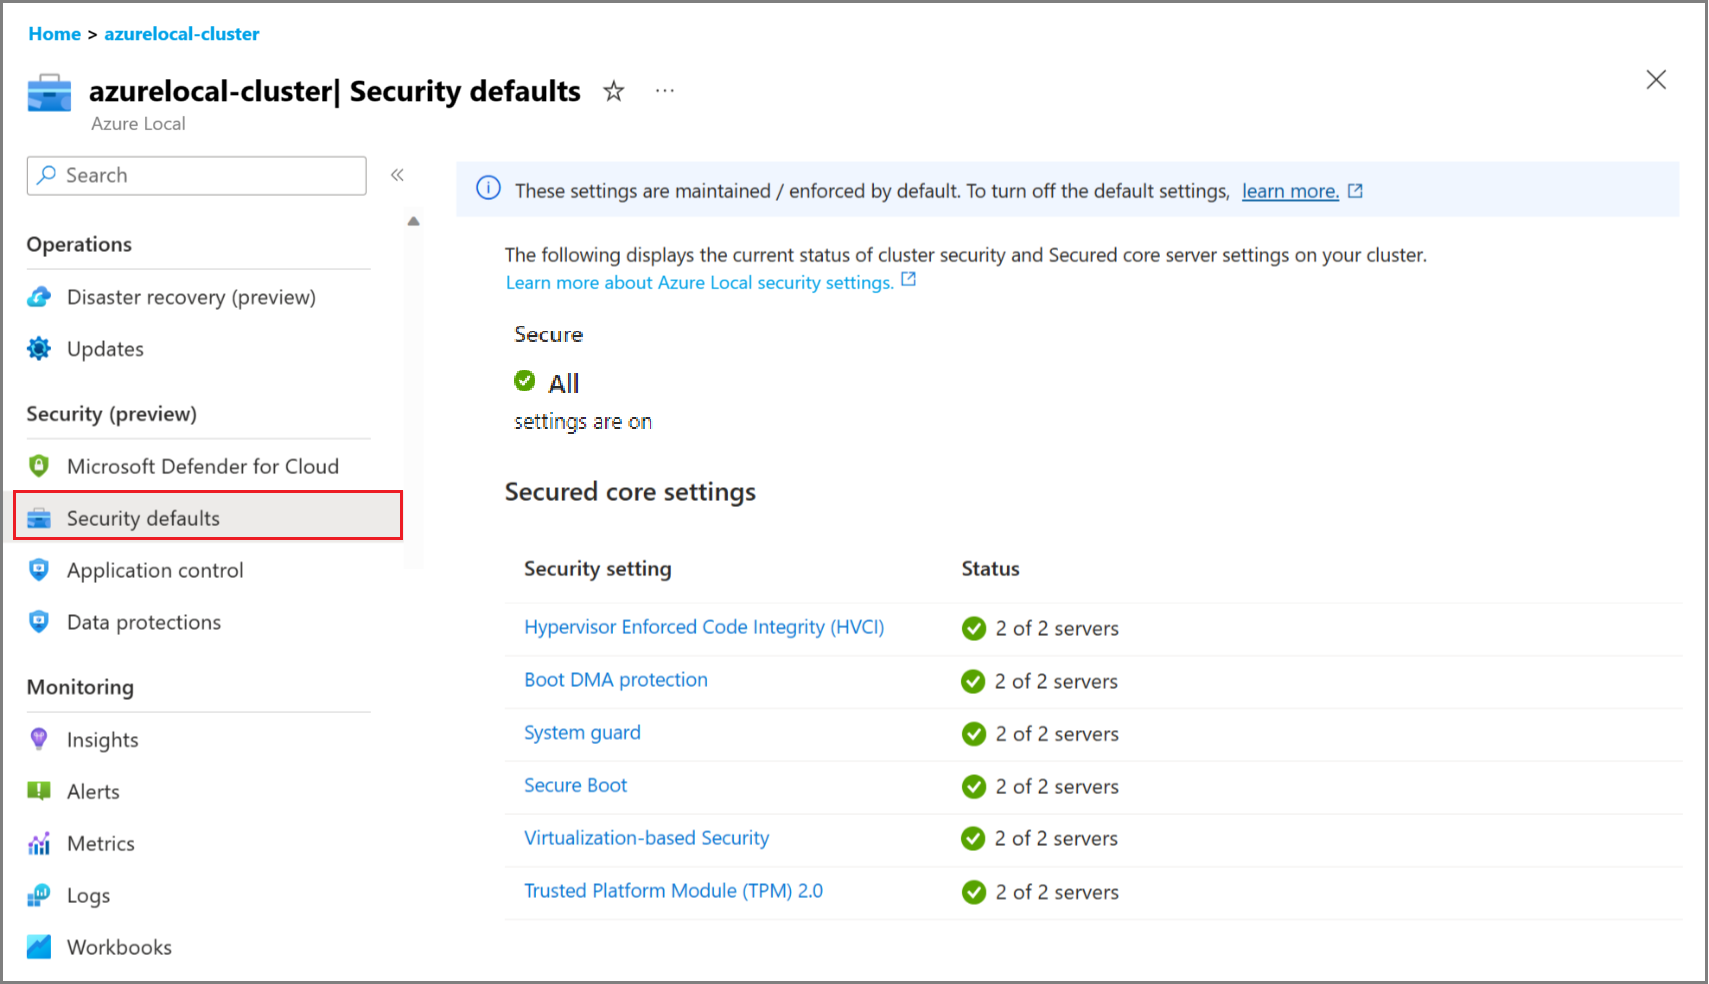 Home > azurelocal-cluster
azurelocal-cluster| Security defaults
Azure Local
Search
Operations
Disaster recovery (preview)
Updates
Security (preview)
Microsoft Defender for Cloud
Security defaults
Application control
Data protections
Monitoring
Insights
Alerts
Metrics
Logs
Workbooks
These settings are maintained / enforced by default. To turn off the default settings, learn more.
The following displays the current status of cluster security and Secured core server settings on your cluster.
Learn more about Azure Local security settings.
Secure
All
settings are on
Secured core settings
Security setting Status
Hypervisor Enforced Code Integrity (HVCI) 2 of 2 servers
Boot DMA protection 2 of 2 servers
System guard 2 of 2 servers
Secure Boot 2 of 2 servers
Virtualization-based Security 2 of 2 servers
Trusted Platform Module (TPM) 2.0 2 of 2 servers